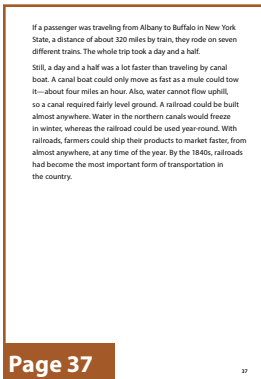 If a passenger was traveling from Albany to Buffalo in New York
State, a distance of about 320 miles by train, they rode on seven
different trains. The whole trip took a day and a half.
Still, a day and a half was a lot faster than traveling by canal
boat. A canal boat could only move as fast as a mule could tow
it—about four miles an hour. Also, water cannot flow uphill,
so a canal required fairly level ground. A railroad could be built
almost anywhere. Water in the northern canals would freeze
in winter, whereas the railroad could be used year-round. With
railroads, farmers could ship their products to market faster, from
almost anywhere, at any time of the year. By the 1840s, railroads
had become the most important form of transportation in
the country.
Page 37
37